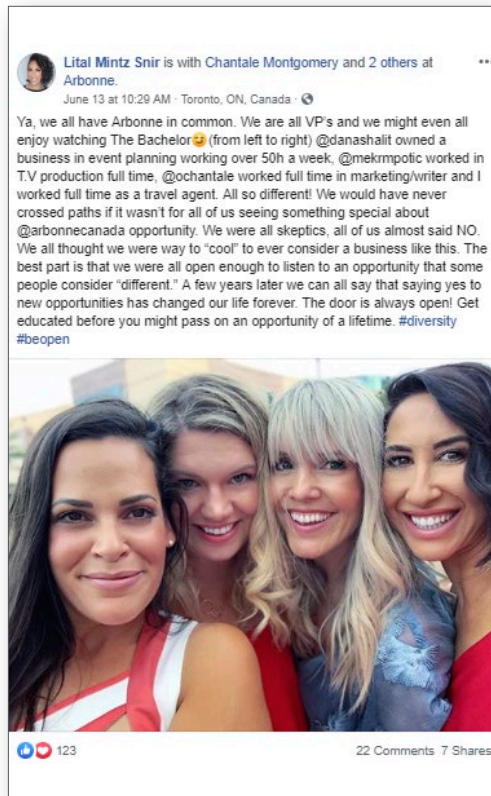 Lital Mintz Snir is with Chantale Montgomery and 2 others at
Arbonne.
June 13 at 10:29 AM · Toronto, ON, Canada ·
Ya, we all have Arbonne in common. We are all VP's and we might even all
enjoy watching The Bachelor😉(from left to right) @danashalit owned a
business in event planning working over 50h a week, @mekrmpotic worked in
T.V production full time, @ochantale worked full time in marketing/writer and I
worked full time as a travel agent. All so different! We would have never
crossed paths if it wasn't for all of us seeing something special about
@arbonnecanada opportunity. We were all skeptics, all of us almost said NO.
We all thought we were way to "cool" to ever consider a business like this. The
best part is that we were all open enough to listen to an opportunity that some
people consider "different." A few years later we can all say that saying yes to
new opportunities has changed our life forever. The door is always open! Get
educated before you might pass on an opportunity of a lifetime. #diversity
#beopen
123 22 Comments 7 Shares